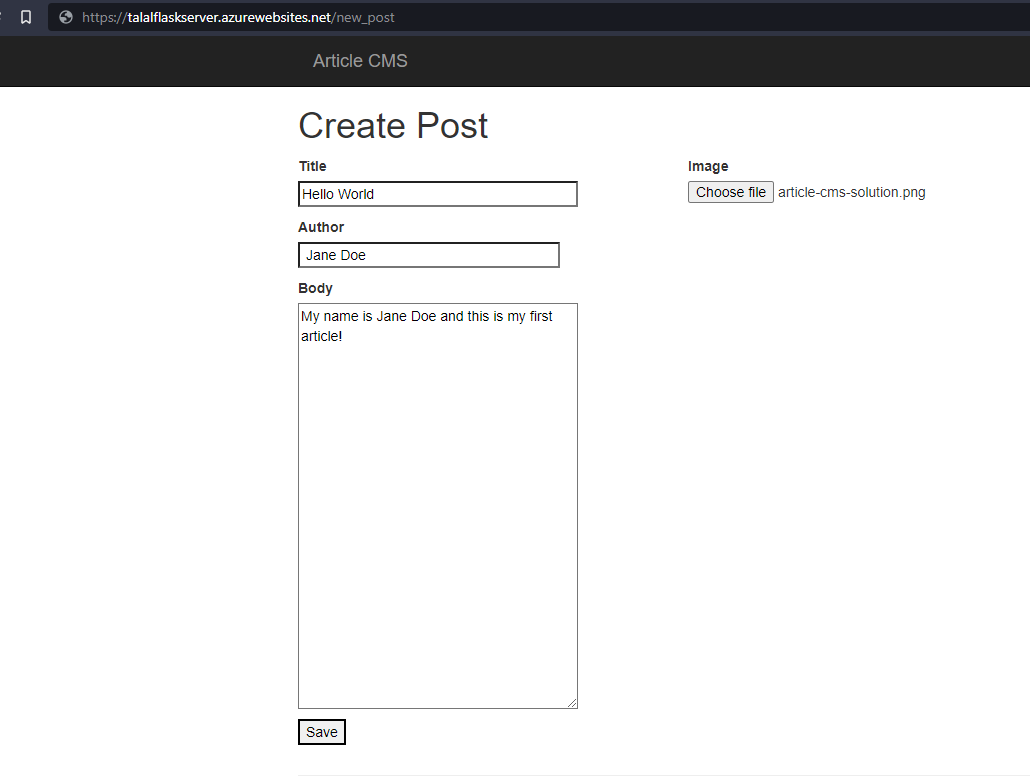 https://talalflaskserver.azurewebsites.net/new_post
Article CMS
Create Post
Title
Hello World
Image
Choose file article-cms-solution.png
Author
Jane Doe
Body
My name is Jane Doe and this is my first
article!
Save